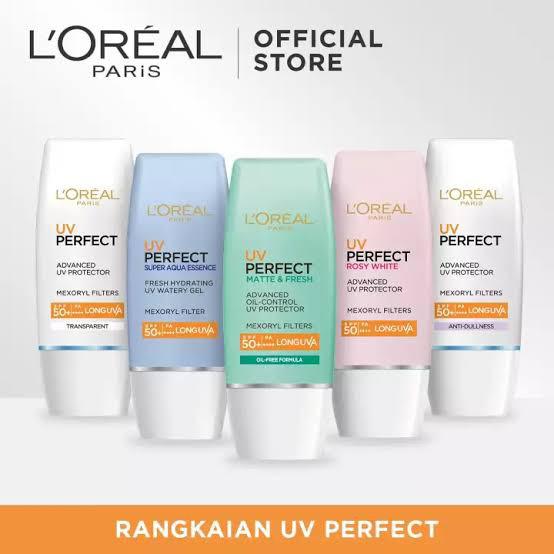 L'ORÉAL
PARIS
OFFICIAL
STORE
L'ORÉAL
PARIS
UV
PERFECT
ADVANCED
UV PROTECTOR
MEXORYL FILTERS
SPF 50+ PA ++++ LONG UVA
TRANSPARENT
L'ORÉAL
PARIS
UV
PERFECT
SUPER AQUA ESSENCE
FRESH HYDRATING
UV WATERY GEL
MEXORYL FILTER
SPF 50+ PA ++++ LONG UVA
L'ORÉAL
PARIS
UV
PERFECT
MATTE & FRESH
ADVANCED
OIL-CONTROL
UV PROTECTOR
MEXORYL FILTERS
SPF 50+ PA ++++ LONG UVA
OIL-FREE FORMULA
L'ORÉAL
PARIS
UV
PERFECT
ROSY WHITE
ADVANCED
UV PROTECTOR
MEXORYL FILTERS
SPF 50+ PA ++++ LONG UVA
L'ORÉAL
PARIS
UV
PERFECT
ADVANCED
UV PROTECTOR
MEXORYL FILTERS
SPF 50+ PA ++++ LONG UVA
ANTI-DULLNESS
RANGKAIAN UV PERFECT